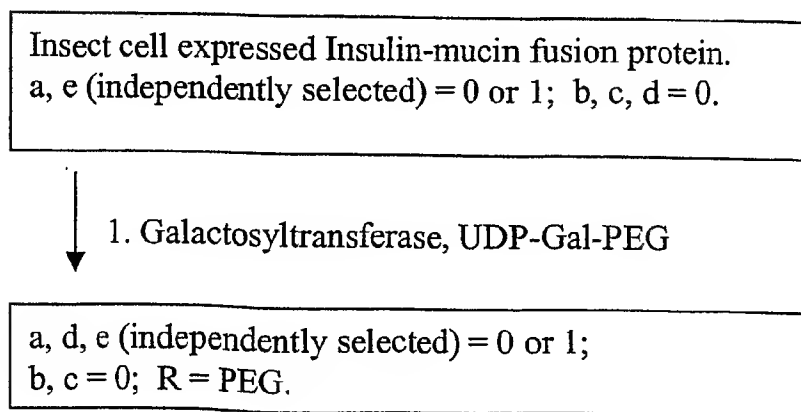 Insect cell expressed Insulin-mucin fusion protein.
a, e (independently selected) = 0 or 1; b, c, d = 0.
1. Galactosyltransferase, UDP-Gal-PEG
a, d, e (independently selected) = 0 or 1;
b, c = 0; R = PEG.